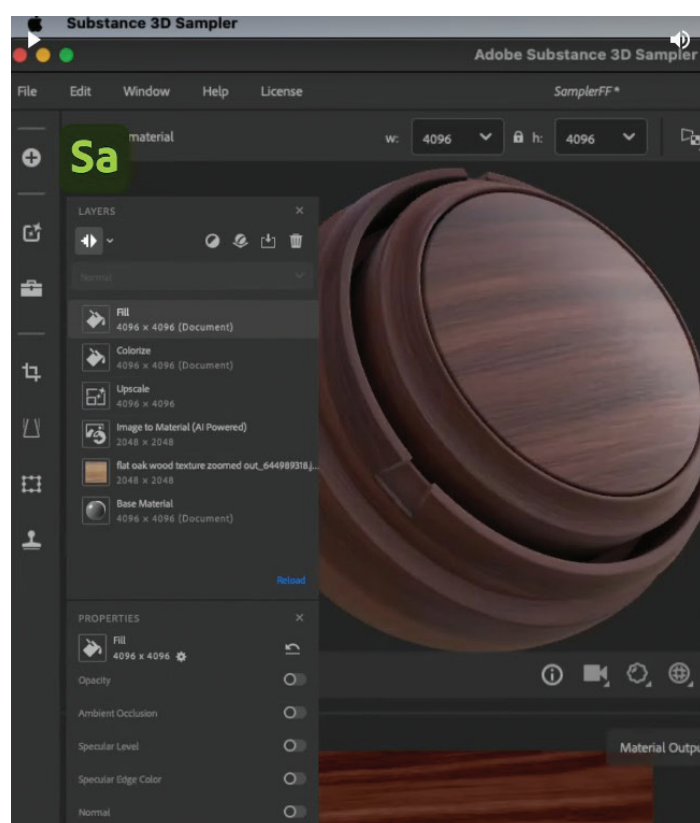 Substance 3D Sampler
Adobe Substance 3D Sampler
File Edit Window Help License SamplerFF*
material w: 4096 h: 4096
Sa
LAYERS
Normal
Fill
4096 × 4096 (Document)
Colorize
4096 × 4096 (Document)
Upscale
4096 × 4096
Image to Material (AI Powered)
2048 × 2048
flat oak wood texture zoomed out_644989318.j...
2048 × 2048
Base Material
4096 × 4096 (Document)
Reload
PROPERTIES
Fill
4096 x 4096
Opacity
Ambient Occlusion
Specular Level
Material Outpu
Specular Edge Color
Normal